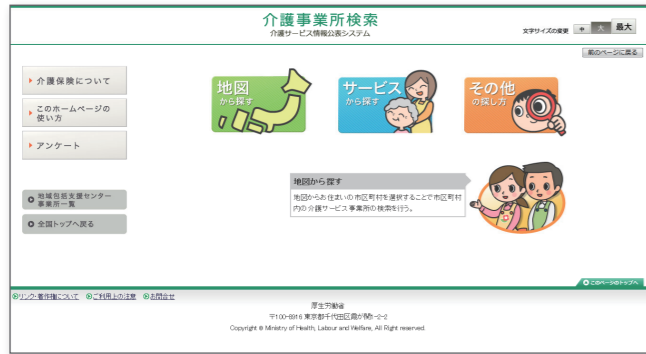 介護事業所検索
介護サービス情報公表システム
文字サイズの変更
中
大
最大
前のページに戻る
介護保険について
このホームページの
使い方
アンケート
地域包括支援センター
事業所一覧
全国トップへ戻る
地図
から探す
サービス
から探す
その他
の探し方
地図から探す
地図からお住まいの市区町村を選択することで市区町村
内の介護サービス事業所の検索を行う。
このページのトップへ
リンク・著作権について
ご利用上の注意
お問合せ
厚生労働省
〒100-8916 東京都千代田区霞が関1-2-2
Copyright © Ministry of Health, Labour and Welfare, All Right reserved.